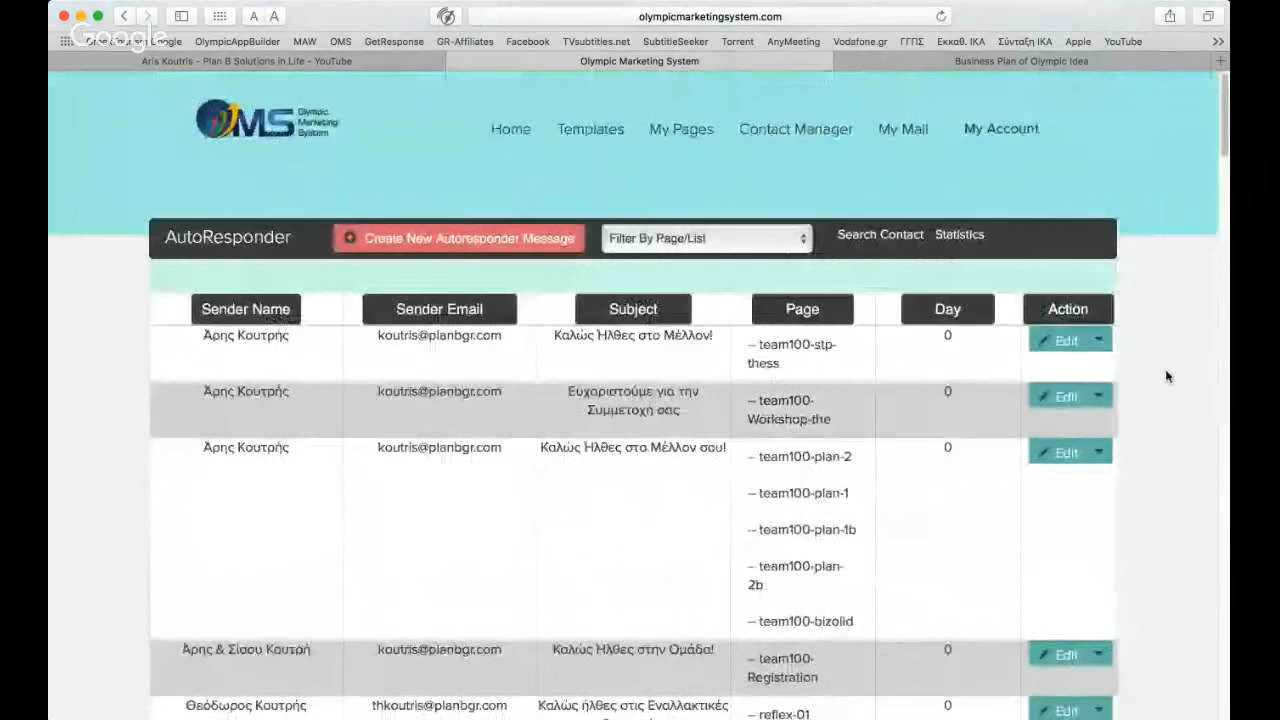 A A
olympicmarketingsystem.com
Google
Google OlympicAppBuilder MAW OMS GetResponse GR-Affiliates Facebook TVsubtitles.net SubtitleSeeker Torrent AnyMeeting Vodafone.gr ΓΓΠΣ Εκκαθ. ΙΚΑ Σύνταξη ΙΚΑ Apple YouTube
Aris Koutris - Plan B Solutions in Life - YouTube Olympic Marketing System Business Plan of Olympic Idea
OMS Olympic
Marketing
System
Home Templates My Pages Contact Manager My Mail My Account
AutoResponder Create New Autoresponder Message Filter By Page/List Search Contact Statistics
Sender Name Sender Email Subject Page Day Action
Άρης Κουτρής koutris@planbgr.com Καλώς Ήλθες στο Μέλλον! – team100-stp- 0 Edit
thess
Άρης Κουτρής koutris@planbgr.com Ευχαριστούμε για την – team100- 0 Edit
Συμμετοχή σας Workshop-the
Άρης Κουτρής koutris@planbgr.com Καλώς Ήλθες στο Μέλλον σου! – team100-plan-2 0 Edit
– team100-plan-1
– team100-plan-1b
– team100-plan-
2b
– team100-bizolid
Άρης & Σίσσυ Κουτρή koutris@planbgr.com Καλώς Ήλθες στην Ομάδα! – team100- 0 Edit
Registration
Θεόδωρος Κουτρής thkoutris@planbgr.com Καλώς ήλθες στις Εναλλακτικές – reflex-01 0 Edit